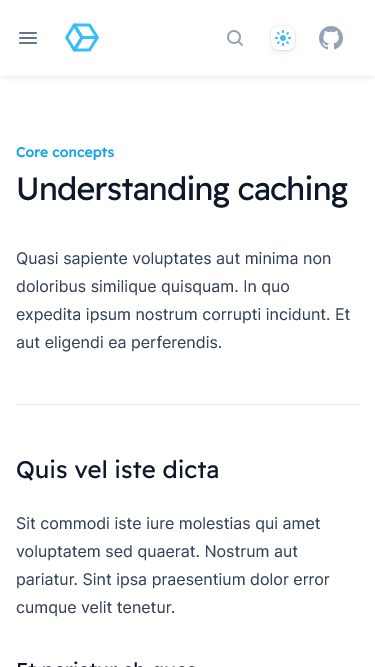 Core concepts
Understanding caching
Quasi sapiente voluptates aut minima non
doloribus similique quisquam. In quo
expedita ipsum nostrum corrupti incidunt. Et
aut eligendi ea perferendis.
Quis vel iste dicta
Sit commodi iste iure molestias qui amet
voluptatem sed quaerat. Nostrum aut
pariatur. Sint ipsa praesentium dolor error
cumque velit tenetur.